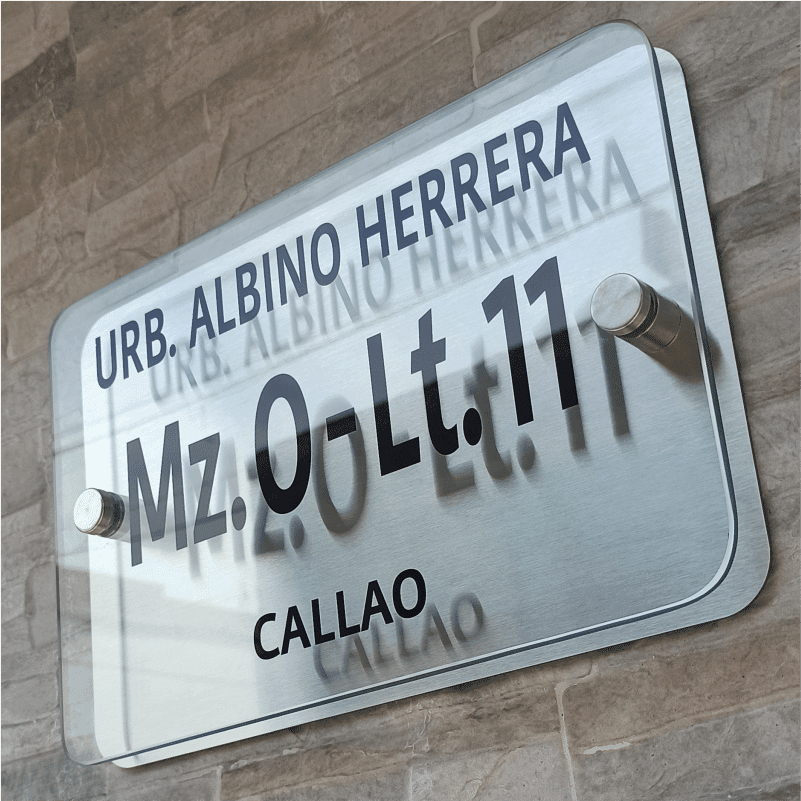 URB. ALBINO HERRERA
Mz.O-Lt.11
CALLAO